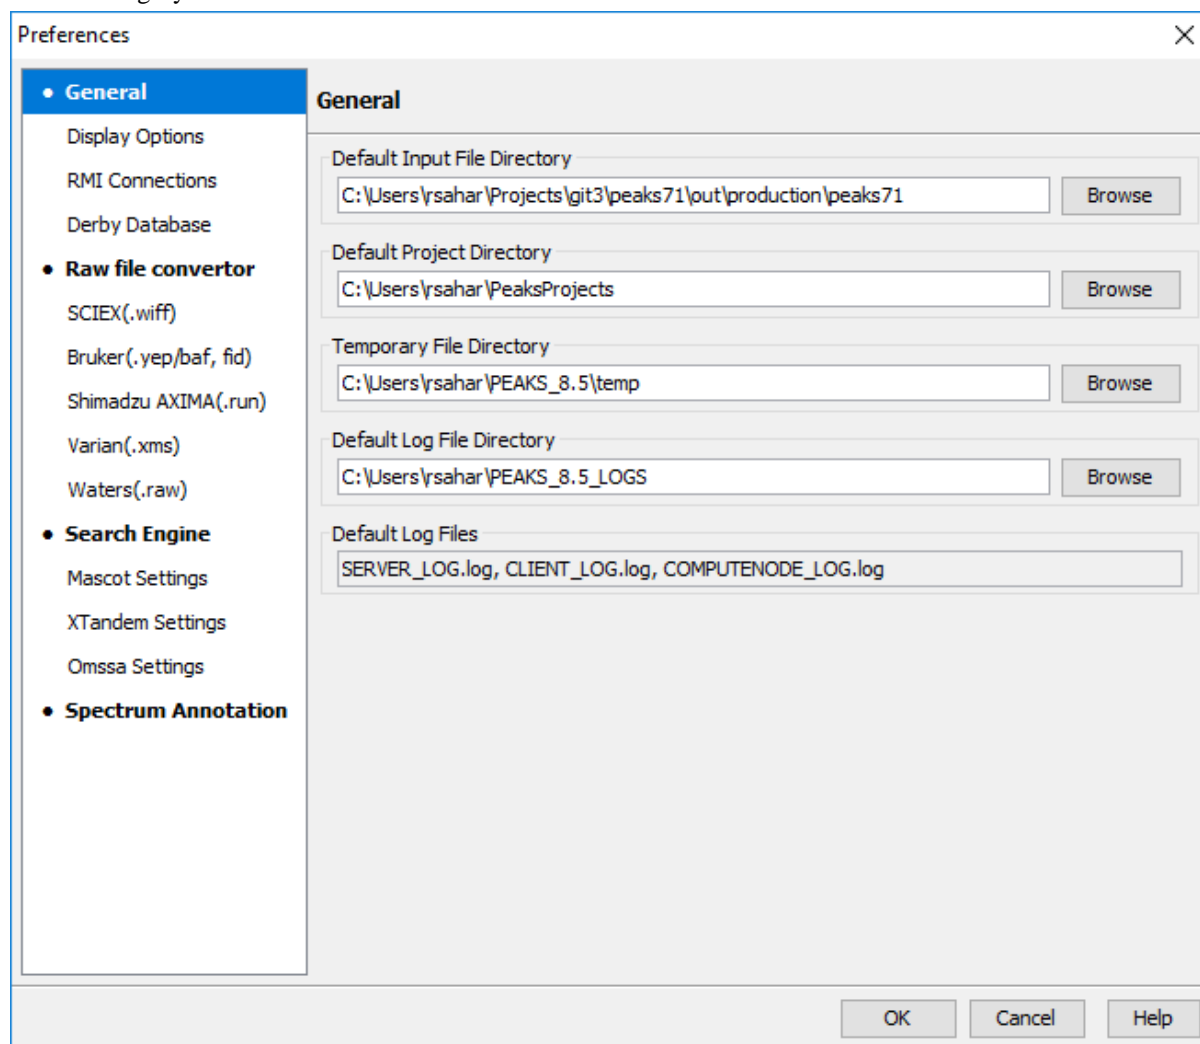 Preferences
• General
Display Options
RMI Connections
Derby Database
• Raw file convertor
SCIEX(.wiff)
Bruker(.yep/baf, fid)
Shimadzu AXIMA(.run)
Varian(.xms)
Waters(.raw)
• Search Engine
Mascot Settings
XTandem Settings
Omssa Settings
• Spectrum Annotation
General
Default Input File Directory
C:\Users\rsahar\Projects\git3\peaks71\out\production\peaks71 Browse
Default Project Directory
C:\Users\rsahar\PeaksProjects Browse
Temporary File Directory
C:\Users\rsahar\PEAKS_8.5\temp Browse
Default Log File Directory
C:\Users\rsahar\PEAKS_8.5_LOGS Browse
Default Log Files
SERVER_LOG.log, CLIENT_LOG.log, COMPUTENODE_LOG.log
OK Cancel Help